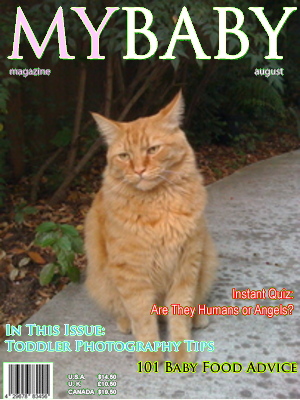 MYBABY
magazine august
Instant Quiz:
Are They Humans or Angels?
IN THIS ISSUE:
TODDLER PHOTOGRAPHY TIPS
101 BABY FOOD ADVICE
U.S.A. $14.50
U.K. £10.50
CANADA $19.50